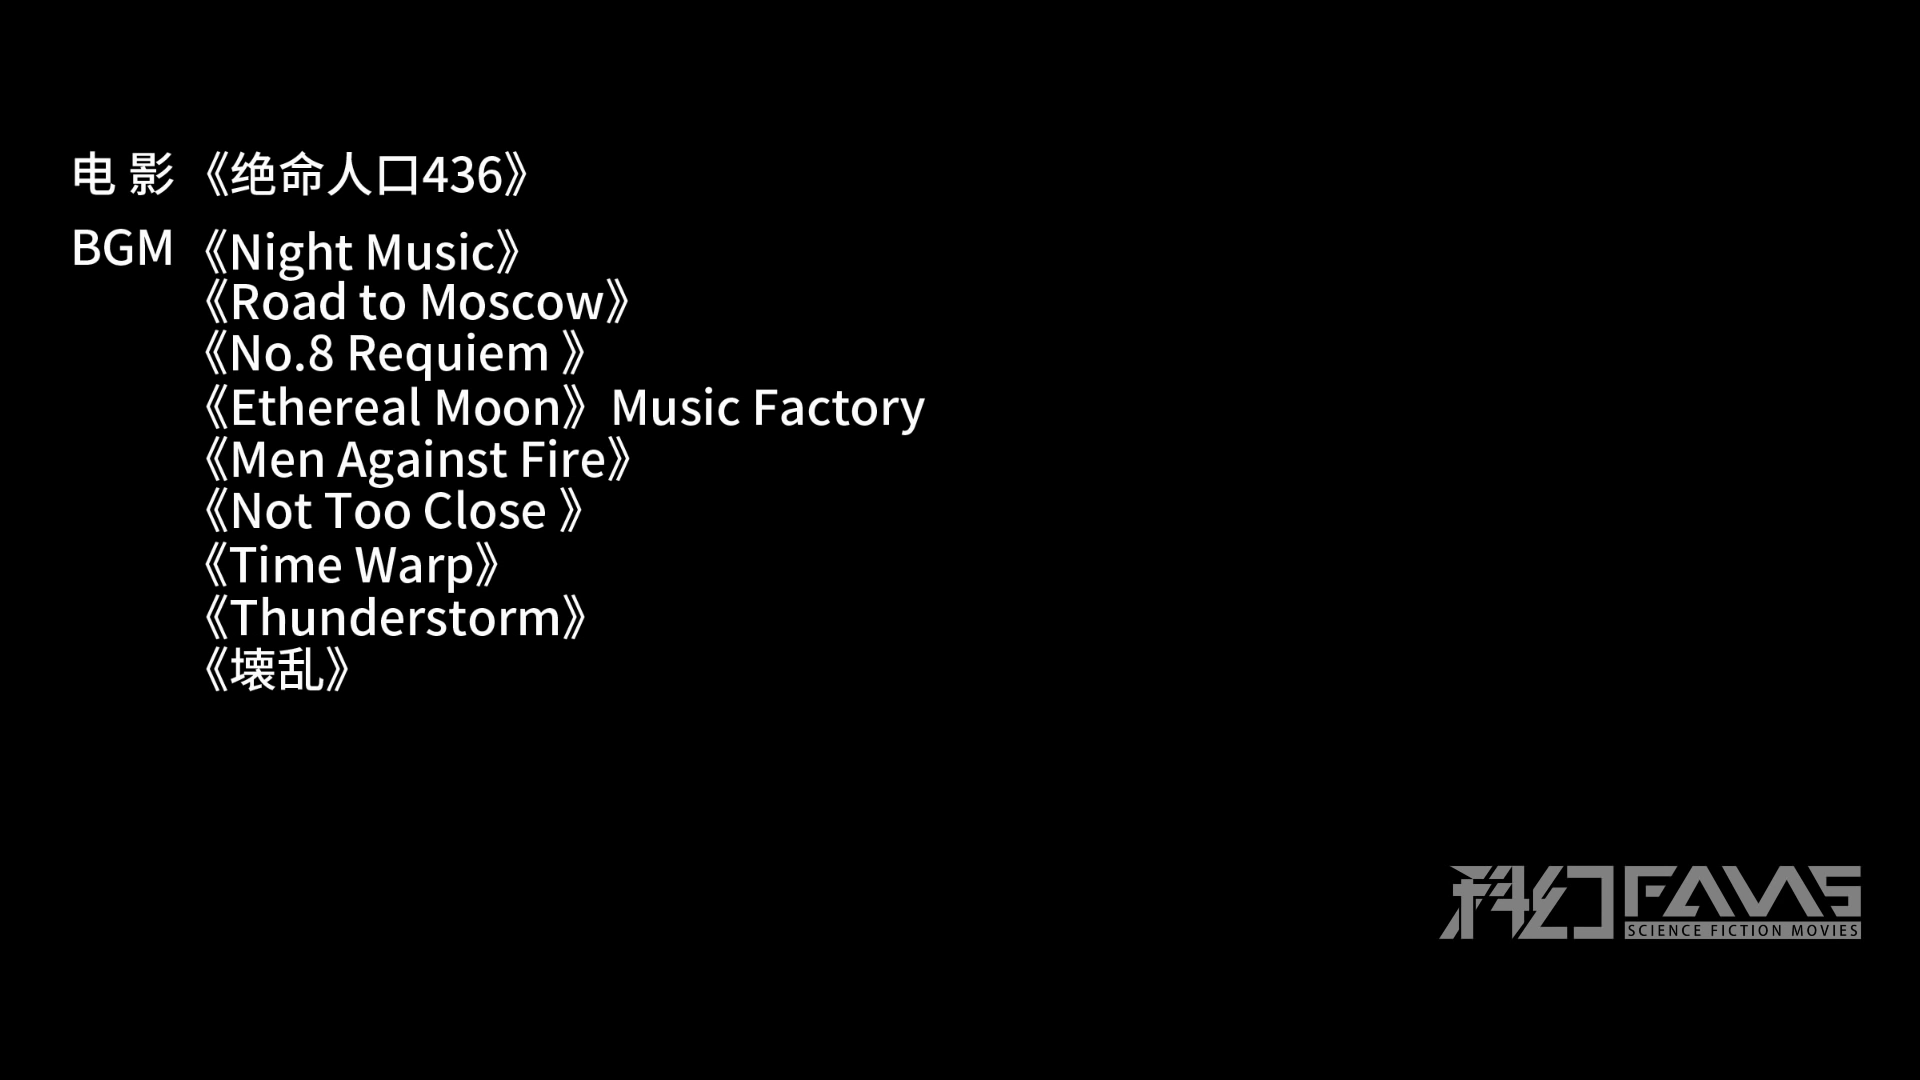 电 影 《绝命人口436》
BGM 《Night Music》
《Road to Moscow》
《No.8 Requiem 》
《Ethereal Moon》 Music Factory
《Men Against Fire》
《Not Too Close 》
《Time Warp》
《Thunderstorm》
《壊乱》
科幻FANS
SCIENCE FICTION MOVIES